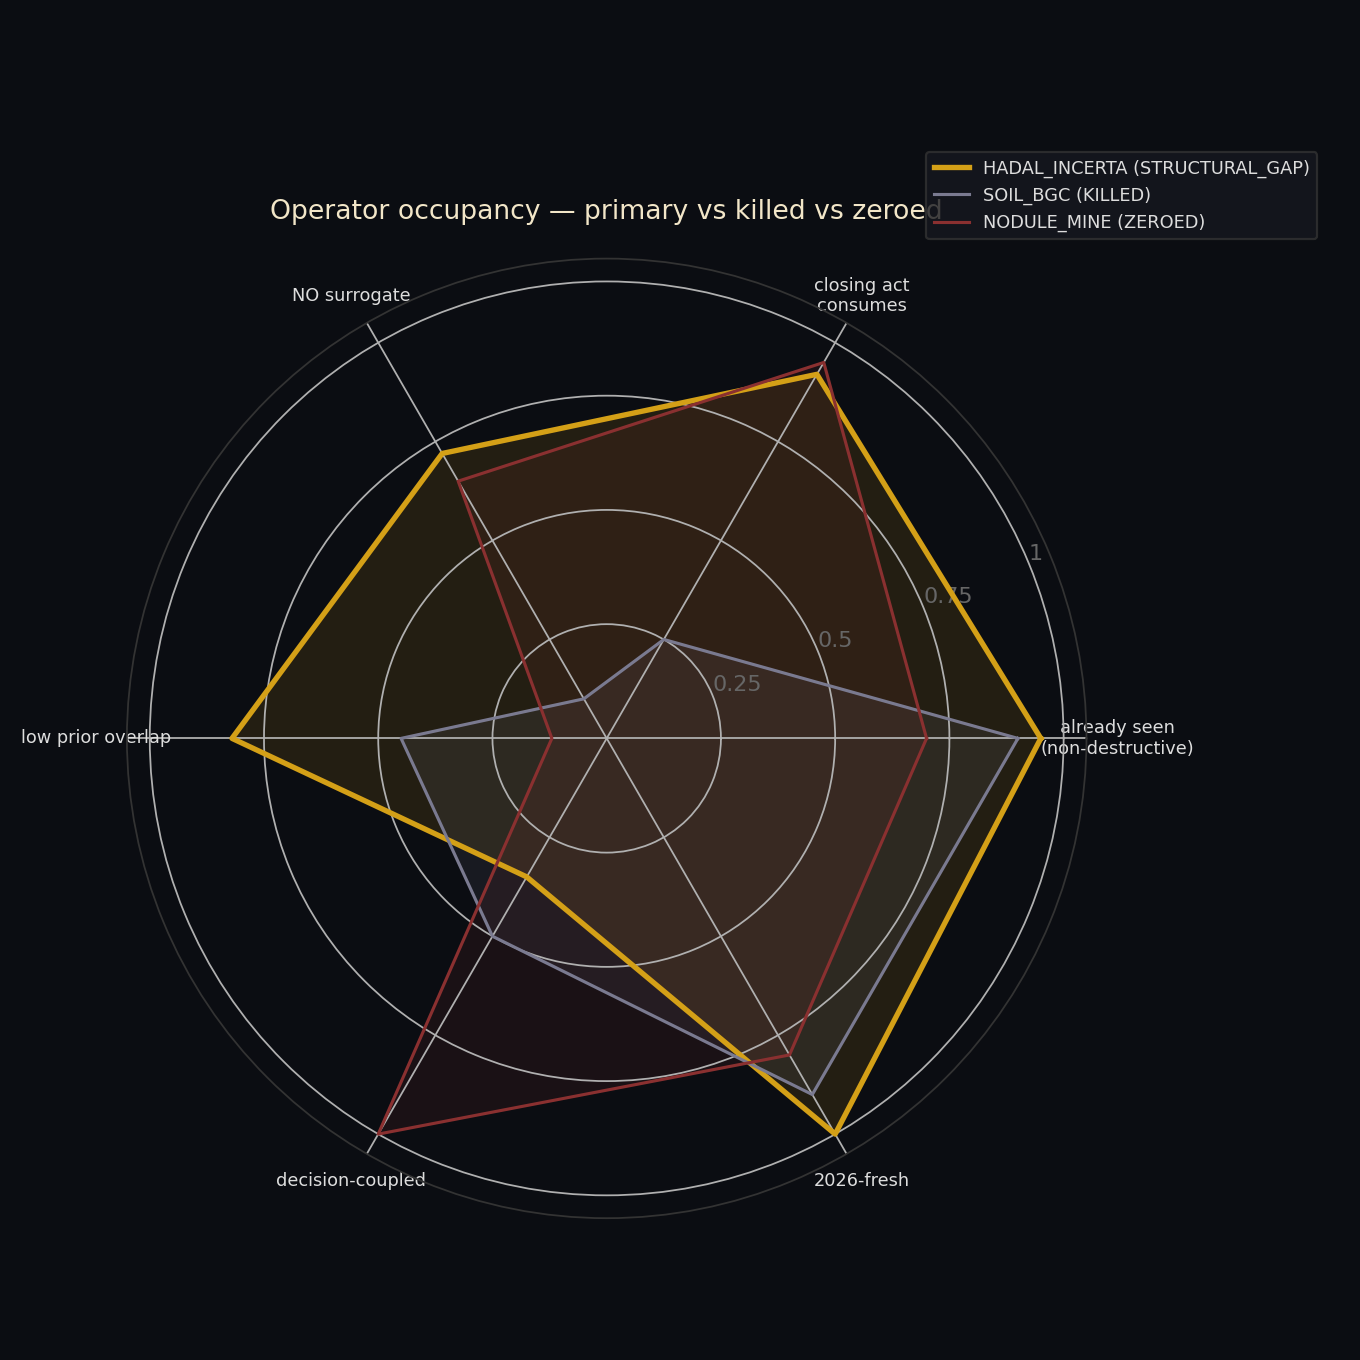 HADAL_INCERTA (STRUCTURAL_GAP)
SOIL_BGC (KILLED)
NODULE_MINE (ZEROED)
Operator occupancy — primary vs killed vs zeroed
closing act
consumes
NO surrogate
1
0.75
0.5
0.25
already seen
(non-destructive)
low prior overlap
decision-coupled
2026-fresh